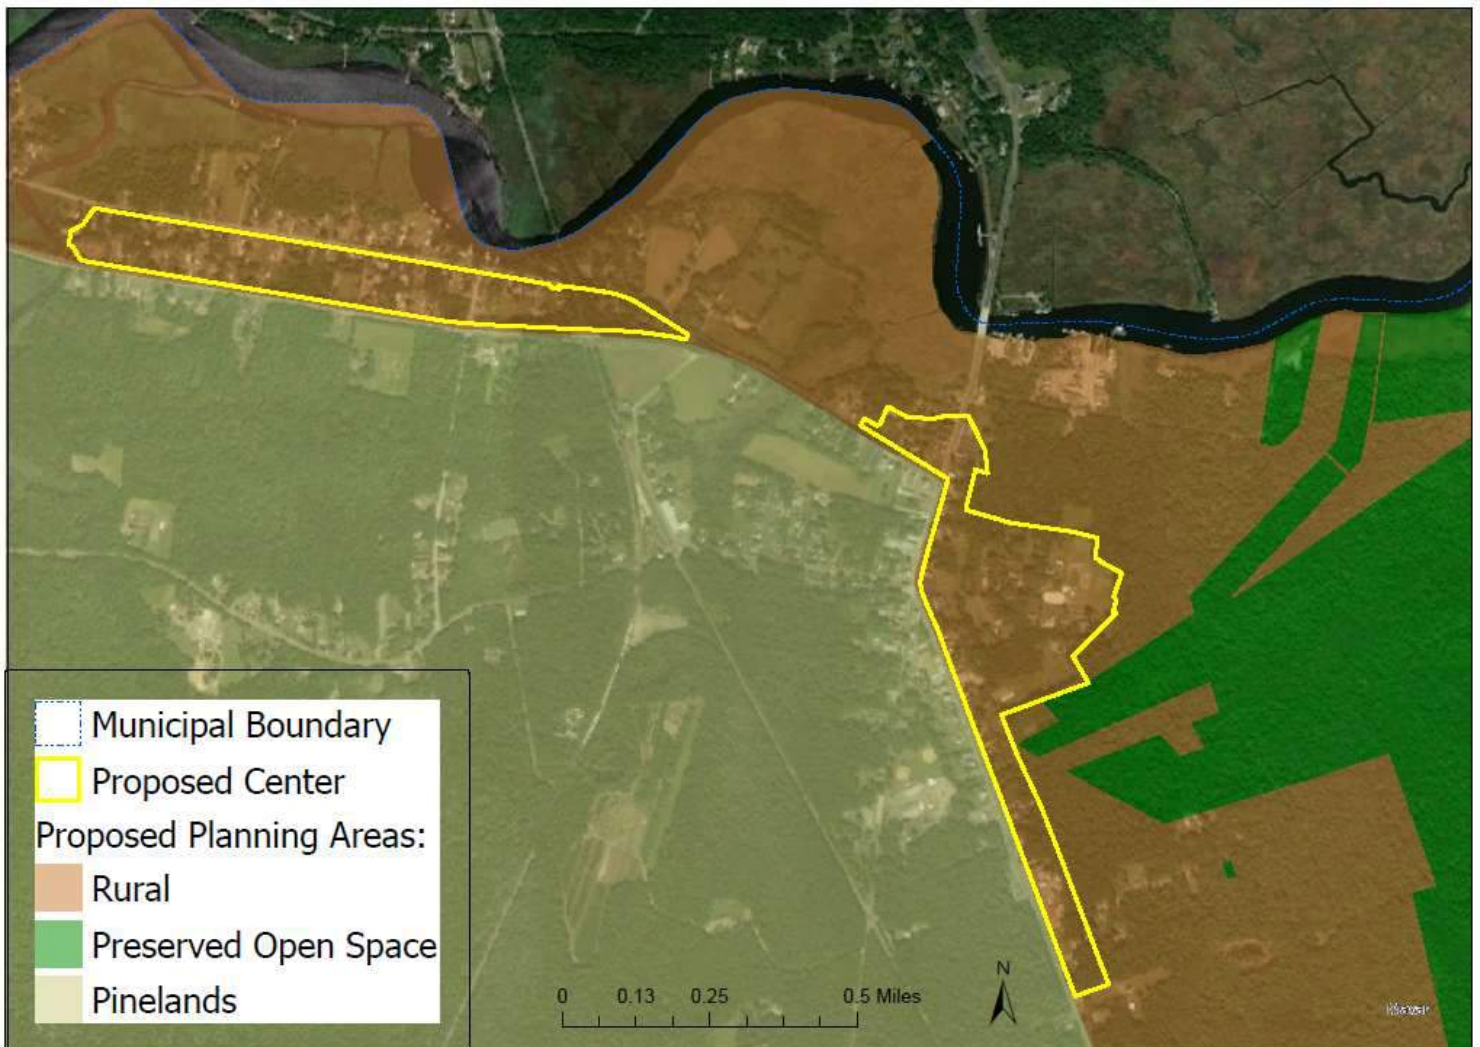 Municipal Boundary
Proposed Center
Proposed Planning Areas:
Rural
Preserved Open Space
Pinelands
0 0.13 0.25 0.5 Miles
N